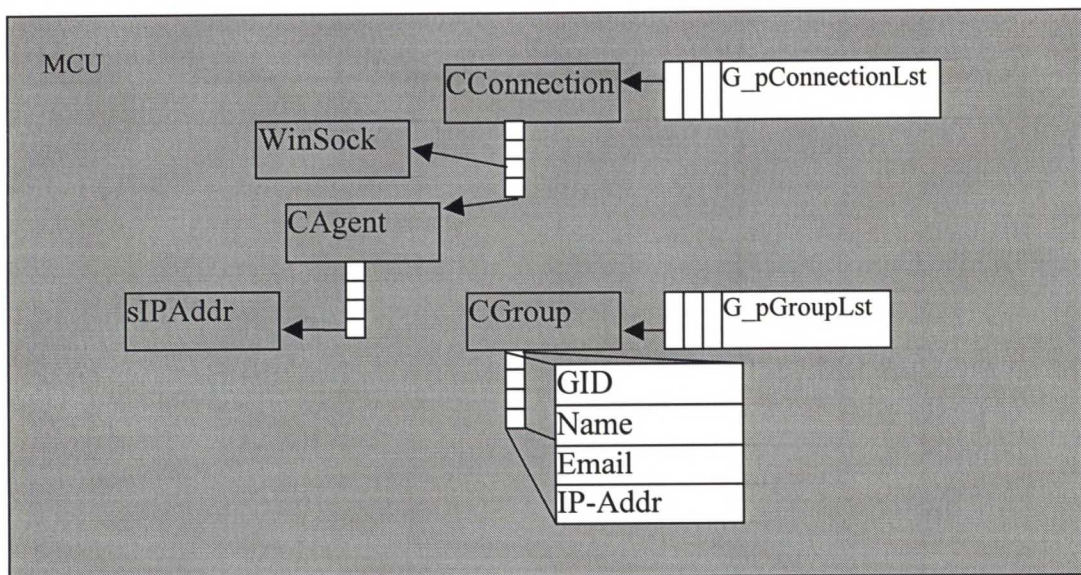 MCU
CConnection
G_pConnectionLst
WinSock
CAgent
sIPAddr
CGroup
G_pGroupLst
GID
Name
Email
IP-Addr